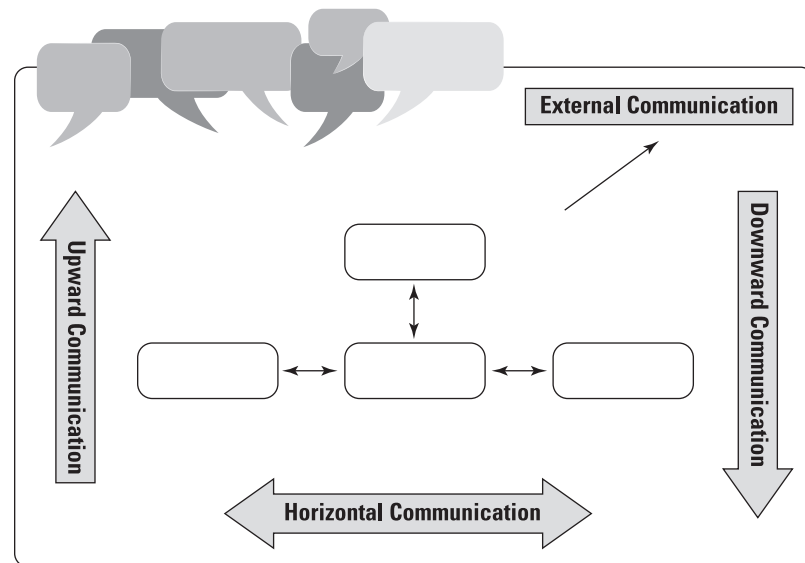 External Communication
Upward Communication
Downward Communication
Horizontal Communication